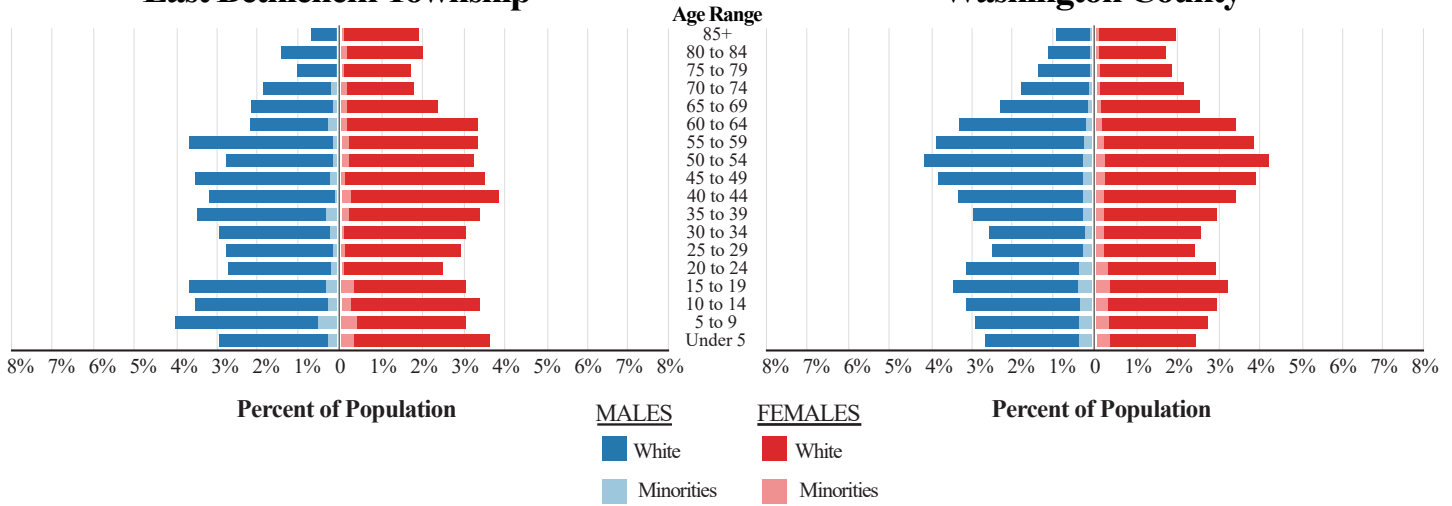 East Bethlehem Township
Washington County
Age Range
85+
80 to 84
75 to 79
70 to 74
65 to 69
60 to 64
55 to 59
50 to 54
45 to 49
40 to 44
35 to 39
30 to 34
25 to 29
20 to 24
15 to 19
10 to 14
5 to 9
Under 5
8% 7% 6% 5% 4% 3% 2% 1% 0 1% 2% 3% 4% 5% 6% 7% 8%
8% 7% 6% 5% 4% 3% 2% 1% 0 1% 2% 3% 4% 5% 6% 7% 8%
Percent of Population
Percent of Population
MALES
FEMALES
White
White
Minorities
Minorities